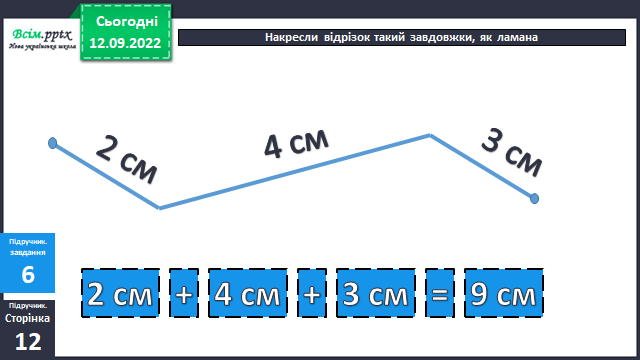 Всім.pptx
Нова українська школа
Сьогодні
12.09.2022
Накресли відрізок такий завдовжки, як ламана
2 см
4 см
3 см
Підручник.
завдання
6
2 см + 4 см + 3 см = 9 см
Підручник.
Сторінка
12